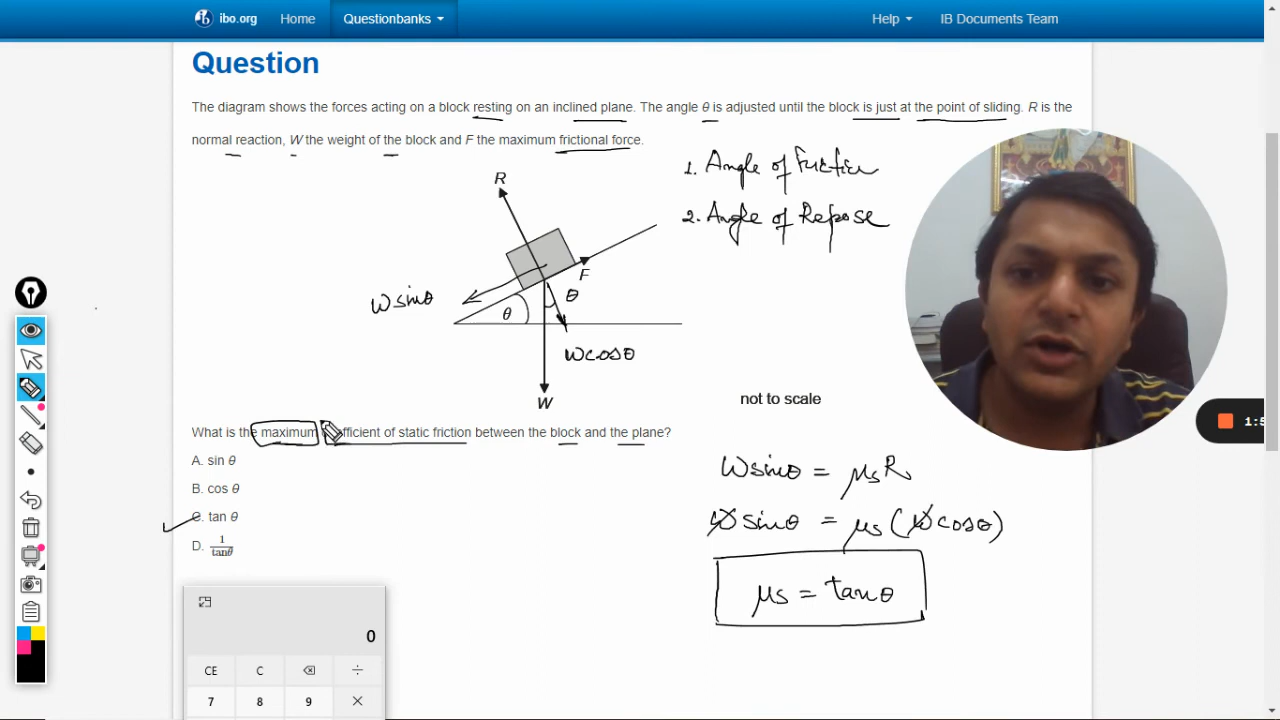 ibo.org Home Questionbanks Help IB Documents Team
Question
The diagram shows the forces acting on a block resting on an inclined plane. The angle θ is adjusted until the block is just at the point of sliding. R is the
normal reaction, W the weight of the block and F the maximum frictional force.
1. Angle of Friction
R
2. Angle of Repose
F
Wsinθ
θ
θ
Wcosθ
W
not to scale
1:5
What is the maximum efficient of static friction between the block and the plane?
A. sin θ
Wsinθ = μsR
B. cos θ
C. tan θ
Wsinθ = μs(Wcosθ)
D. 1/tanθ
μs = tanθ
0
CE C ÷
7 8 9 ×